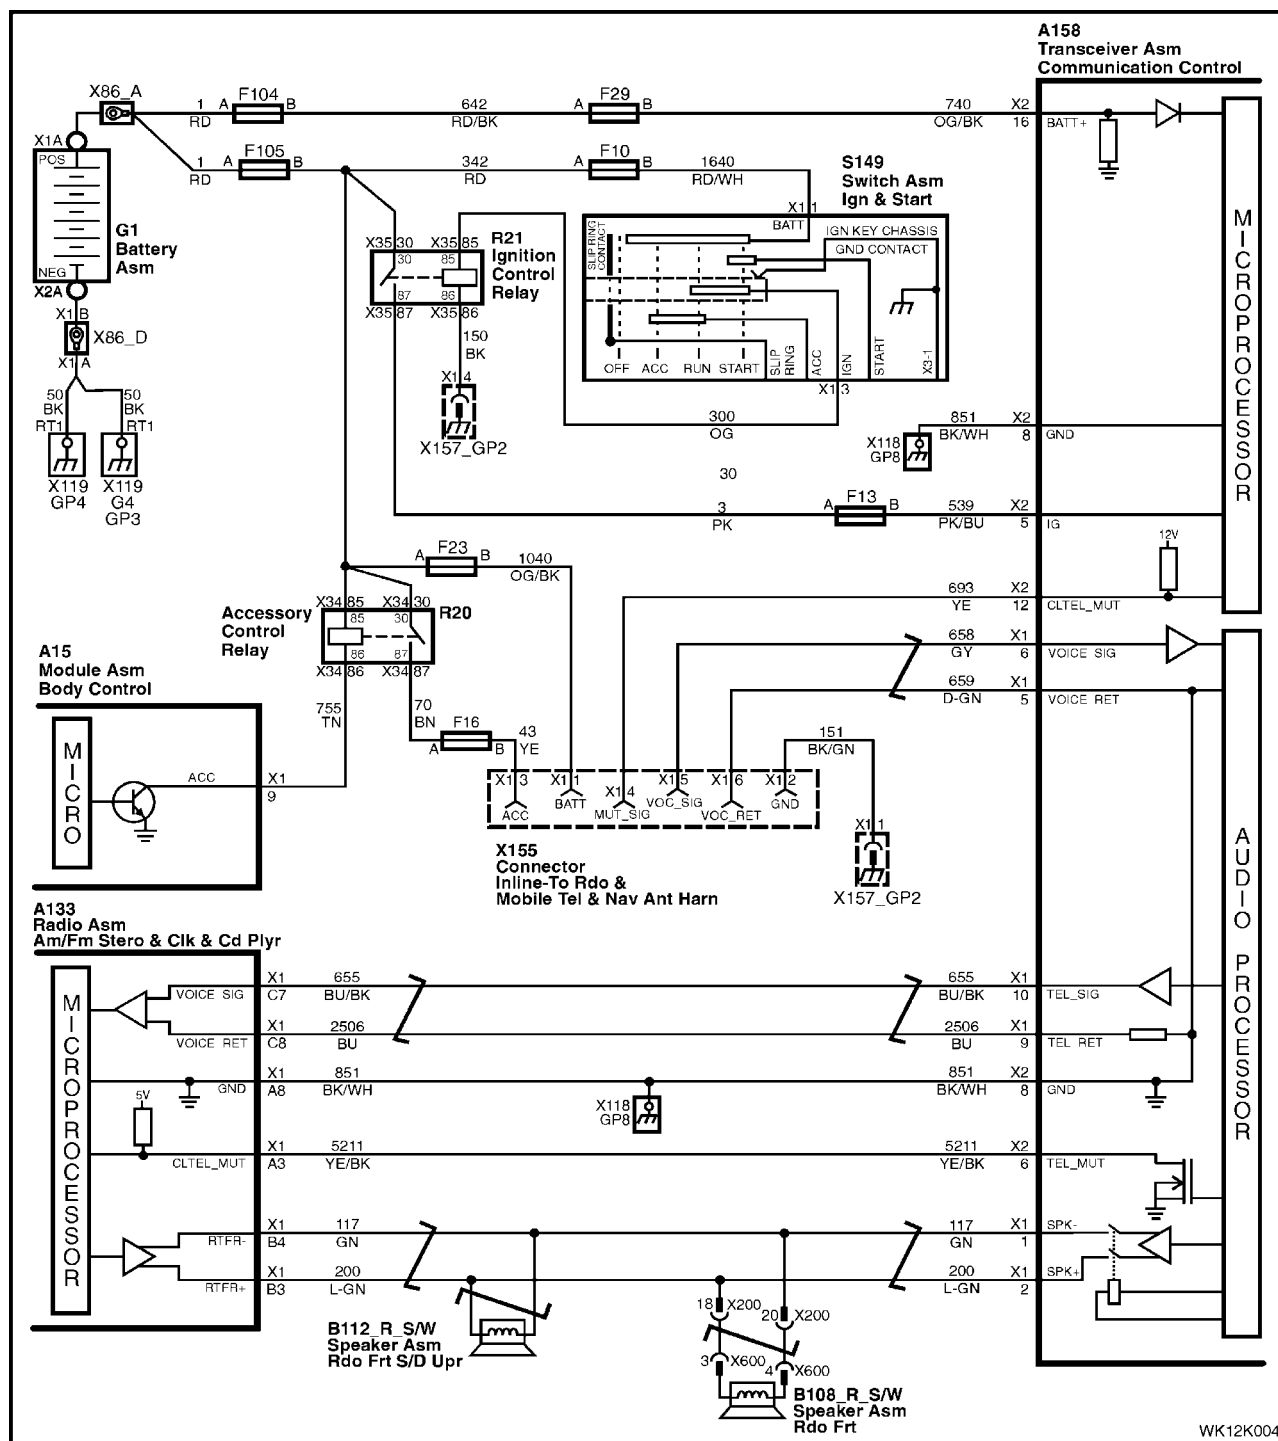 A158
Transceiver Asm
Communication Control
X86_A
1
RD
A F104 B
642
RD/BK
A F29 B
740
OG/BK
X2
16
BATT+
X1 A
POS
G1
Battery
Asm
NEG
X2A
1
RD
A F105 B
342
RD
A F10 B
1640
RD/WH
S149
Switch Asm
Ign & Start
X1 1
BATT
IGN KEY CHASSIS
GND CONTACT
SLIP RING
CONTACT
OFF ACC RUN START
SLIP
RING
ACC
IGN
START
X3-1
X1 3
X35 30 X35 85
30 85
87 86
X35 87 X35 86
R21
Ignition
Control
Relay
150
BK
X1 4
X157_GP2
300
OG
30
X1 B
X86_D
X1 A
50
BK
RT1
50
BK
RT1
X119
GP4
X119
G4
GP3
MICROPROCESSOR
851
BK/WH
X118
GP8
X2
8
GND
3
PK
A F13 B
539
PK/BU
X2
5
IG
12V
A F23 B
1040
OG/BK
693
YE
X2
12
CLTEL_MUT
Accessory
Control
Relay
X34 85 X34 30
85 30
86 87
X34 86 X34 87
R20
658
GY
X1
6
VOICE SIG
659
D-GN
X1
5
VOICE RET
A15
Module Asm
Body Control
MICRO
ACC
X1
9
755
TN
70
BN
A F16 B
43
YE
151
BK/GN
X1 3
ACC
X1 1
BATT
X1 4
MUT_SIG
X1 5
VOC_SIG
X1 6
VOC_RET
X1 2
GND
X1 1
X157_GP2
X155
Connector
Inline-To Rdo &
Mobile Tel & Nav Ant Harn
AUDIO PROCESSOR
A133
Radio Asm
Am/Fm Stero & Clk & Cd Plyr
MICROPROCESSOR
VOICE SIG
X1
C7
655
BU/BK
655
BU/BK
X1
10
TEL_SIG
VOICE RET
X1
C8
2506
BU
2506
BU
X1
9
TEL RET
GND
X1
A8
851
BK/WH
X118
GP8
851
BK/WH
X2
8
GND
5V
CLTEL_MUT
X1
A3
5211
YE/BK
5211
YE/BK
X2
6
TEL_MUT
RTFR-
X1
B4
117
GN
117
GN
X1
1
SPK-
RTFR+
X1
B3
200
L-GN
200
L-GN
X1
2
SPK+
18 X200
20 X200
3 X600
4 X600
B112_R_S/W
Speaker Asm
Rdo Frt S/D Upr
B108_R_S/W
Speaker Asm
Rdo Frt
WK12K004